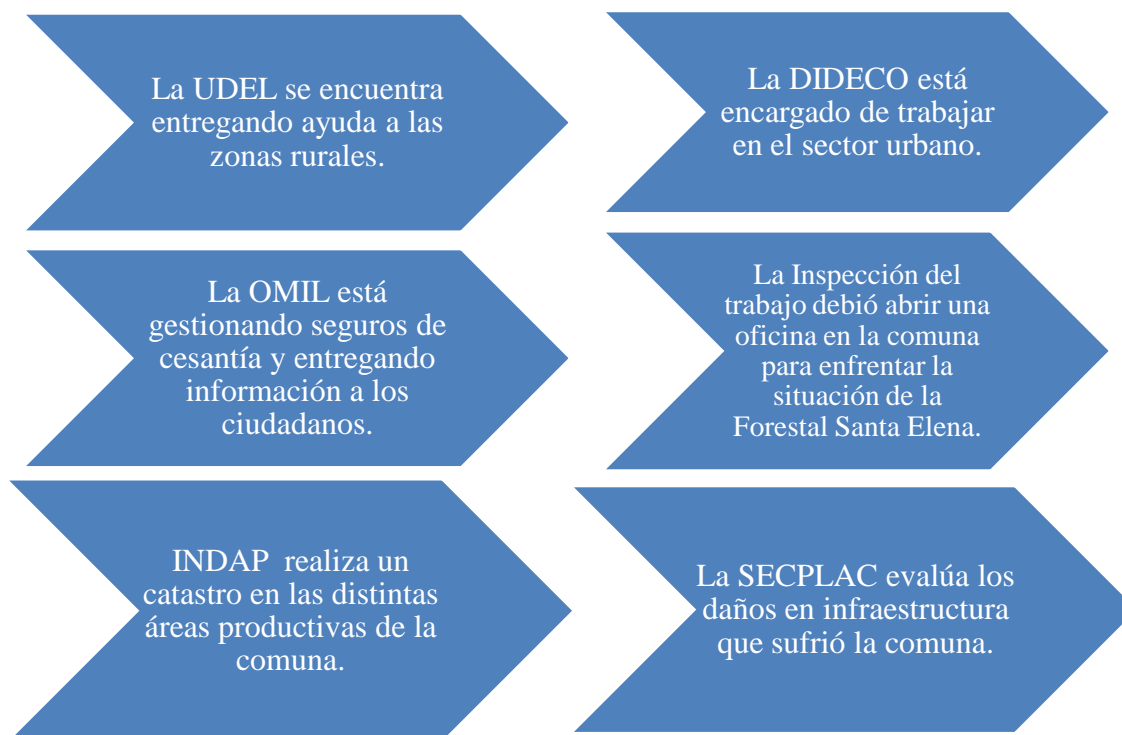 La UDEL se encuentra
entregando ayuda a las
zonas rurales.
La DIDECO está
encargado de trabajar
en el sector urbano.
La OMIL está
gestionando seguros de
cesantía y entregando
información a los
ciudadanos.
La Inspección del
trabajo debió abrir una
oficina en la comuna
para enfrentar la
situación de la
Forestal Santa Elena.
INDAP realiza un
catastro en las distintas
áreas productivas de la
comuna.
La SECPLAC evalúa los
daños en infraestructura
que sufrió la comuna.